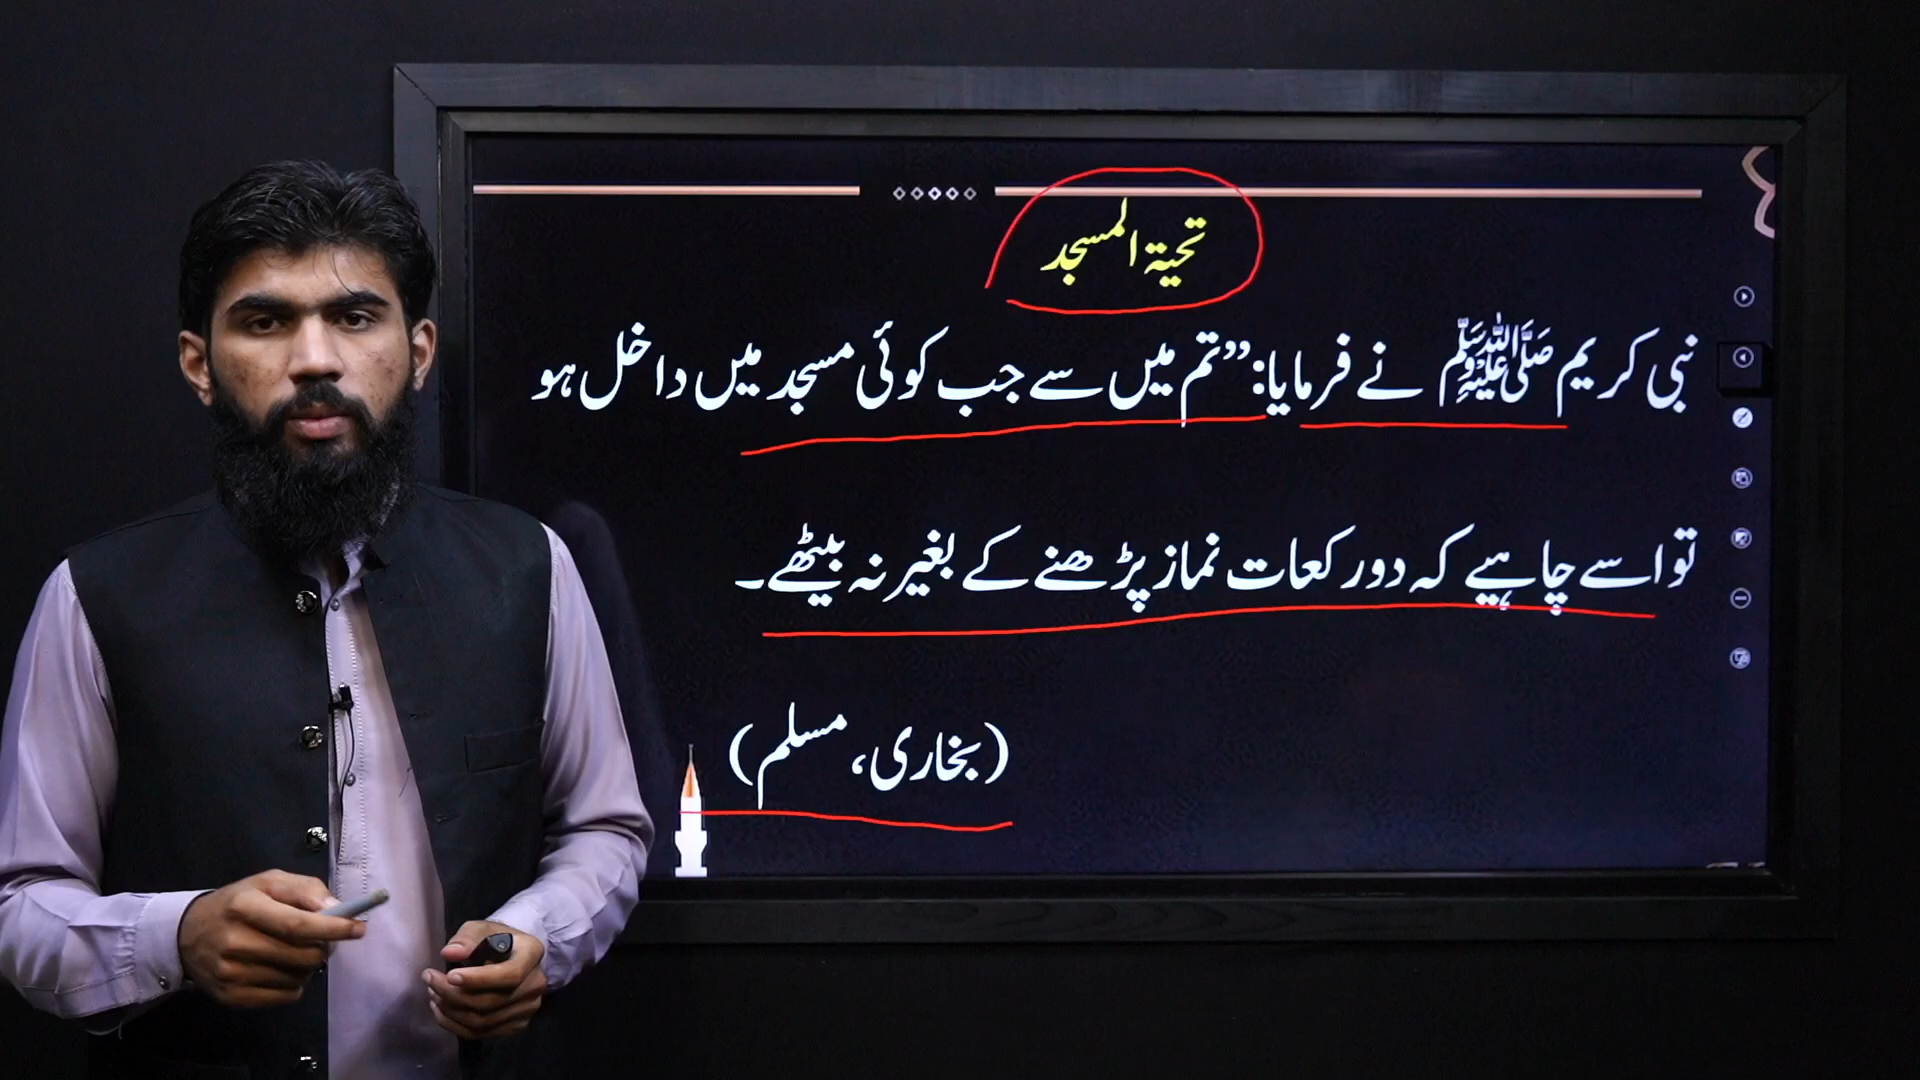 تحیۃ المسجد
نبی کریم ﷺ نے فرمایا: ”تم میں سے جب کوئی مسجد میں داخل ہو
تو اسے چاہیے کہ دو رکعات نماز پڑھنے کے بغیر نہ بیٹھے۔
(بخاری، مسلم)